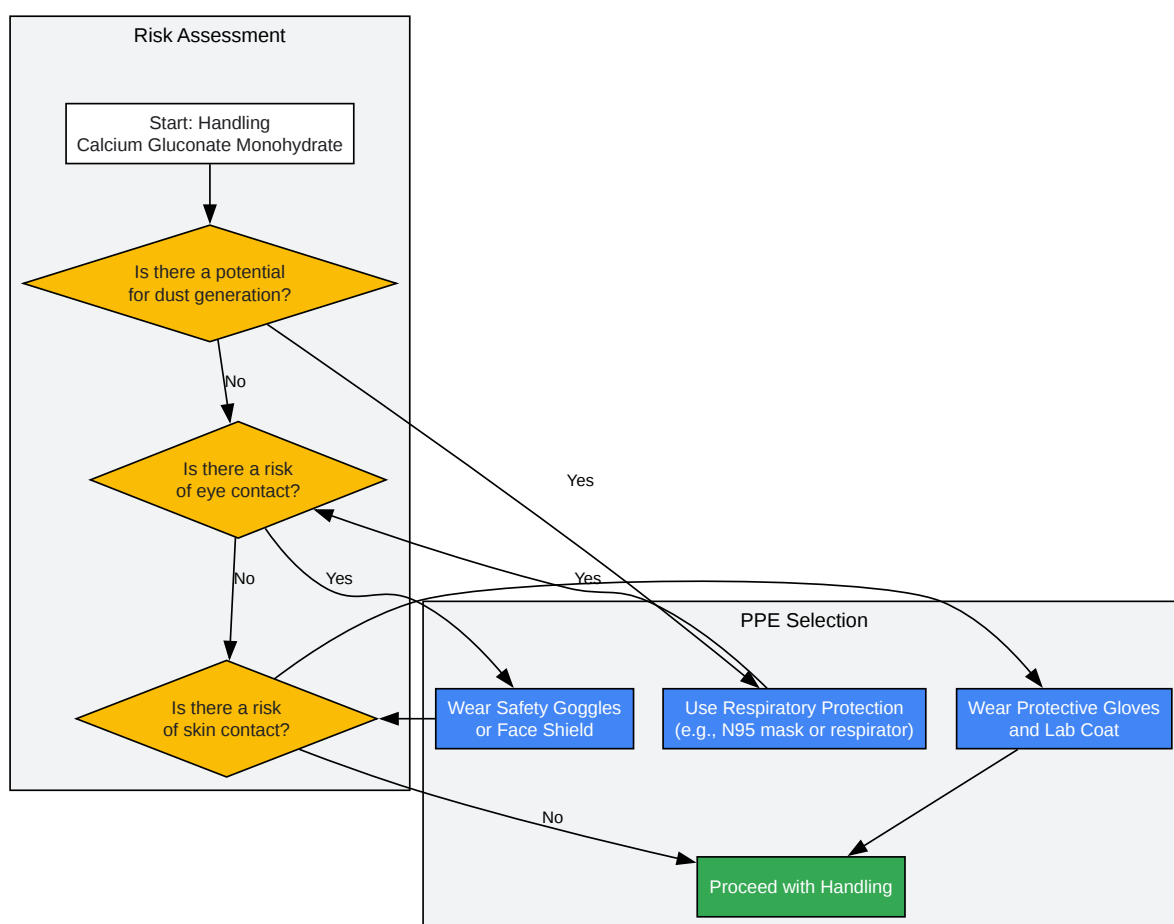 Risk Assessment
Start: Handling
Calcium Gluconate Monohydrate
Is there a potential
for dust generation?
No
Yes
Is there a risk
of eye contact?
No
Yes
Yes
PPE Selection
Is there a risk
of skin contact?
Wear Safety Goggles
or Face Shield
Use Respiratory Protection
(e.g., N95 mask or respirator)
Wear Protective Gloves
and Lab Coat
No
Proceed with Handling